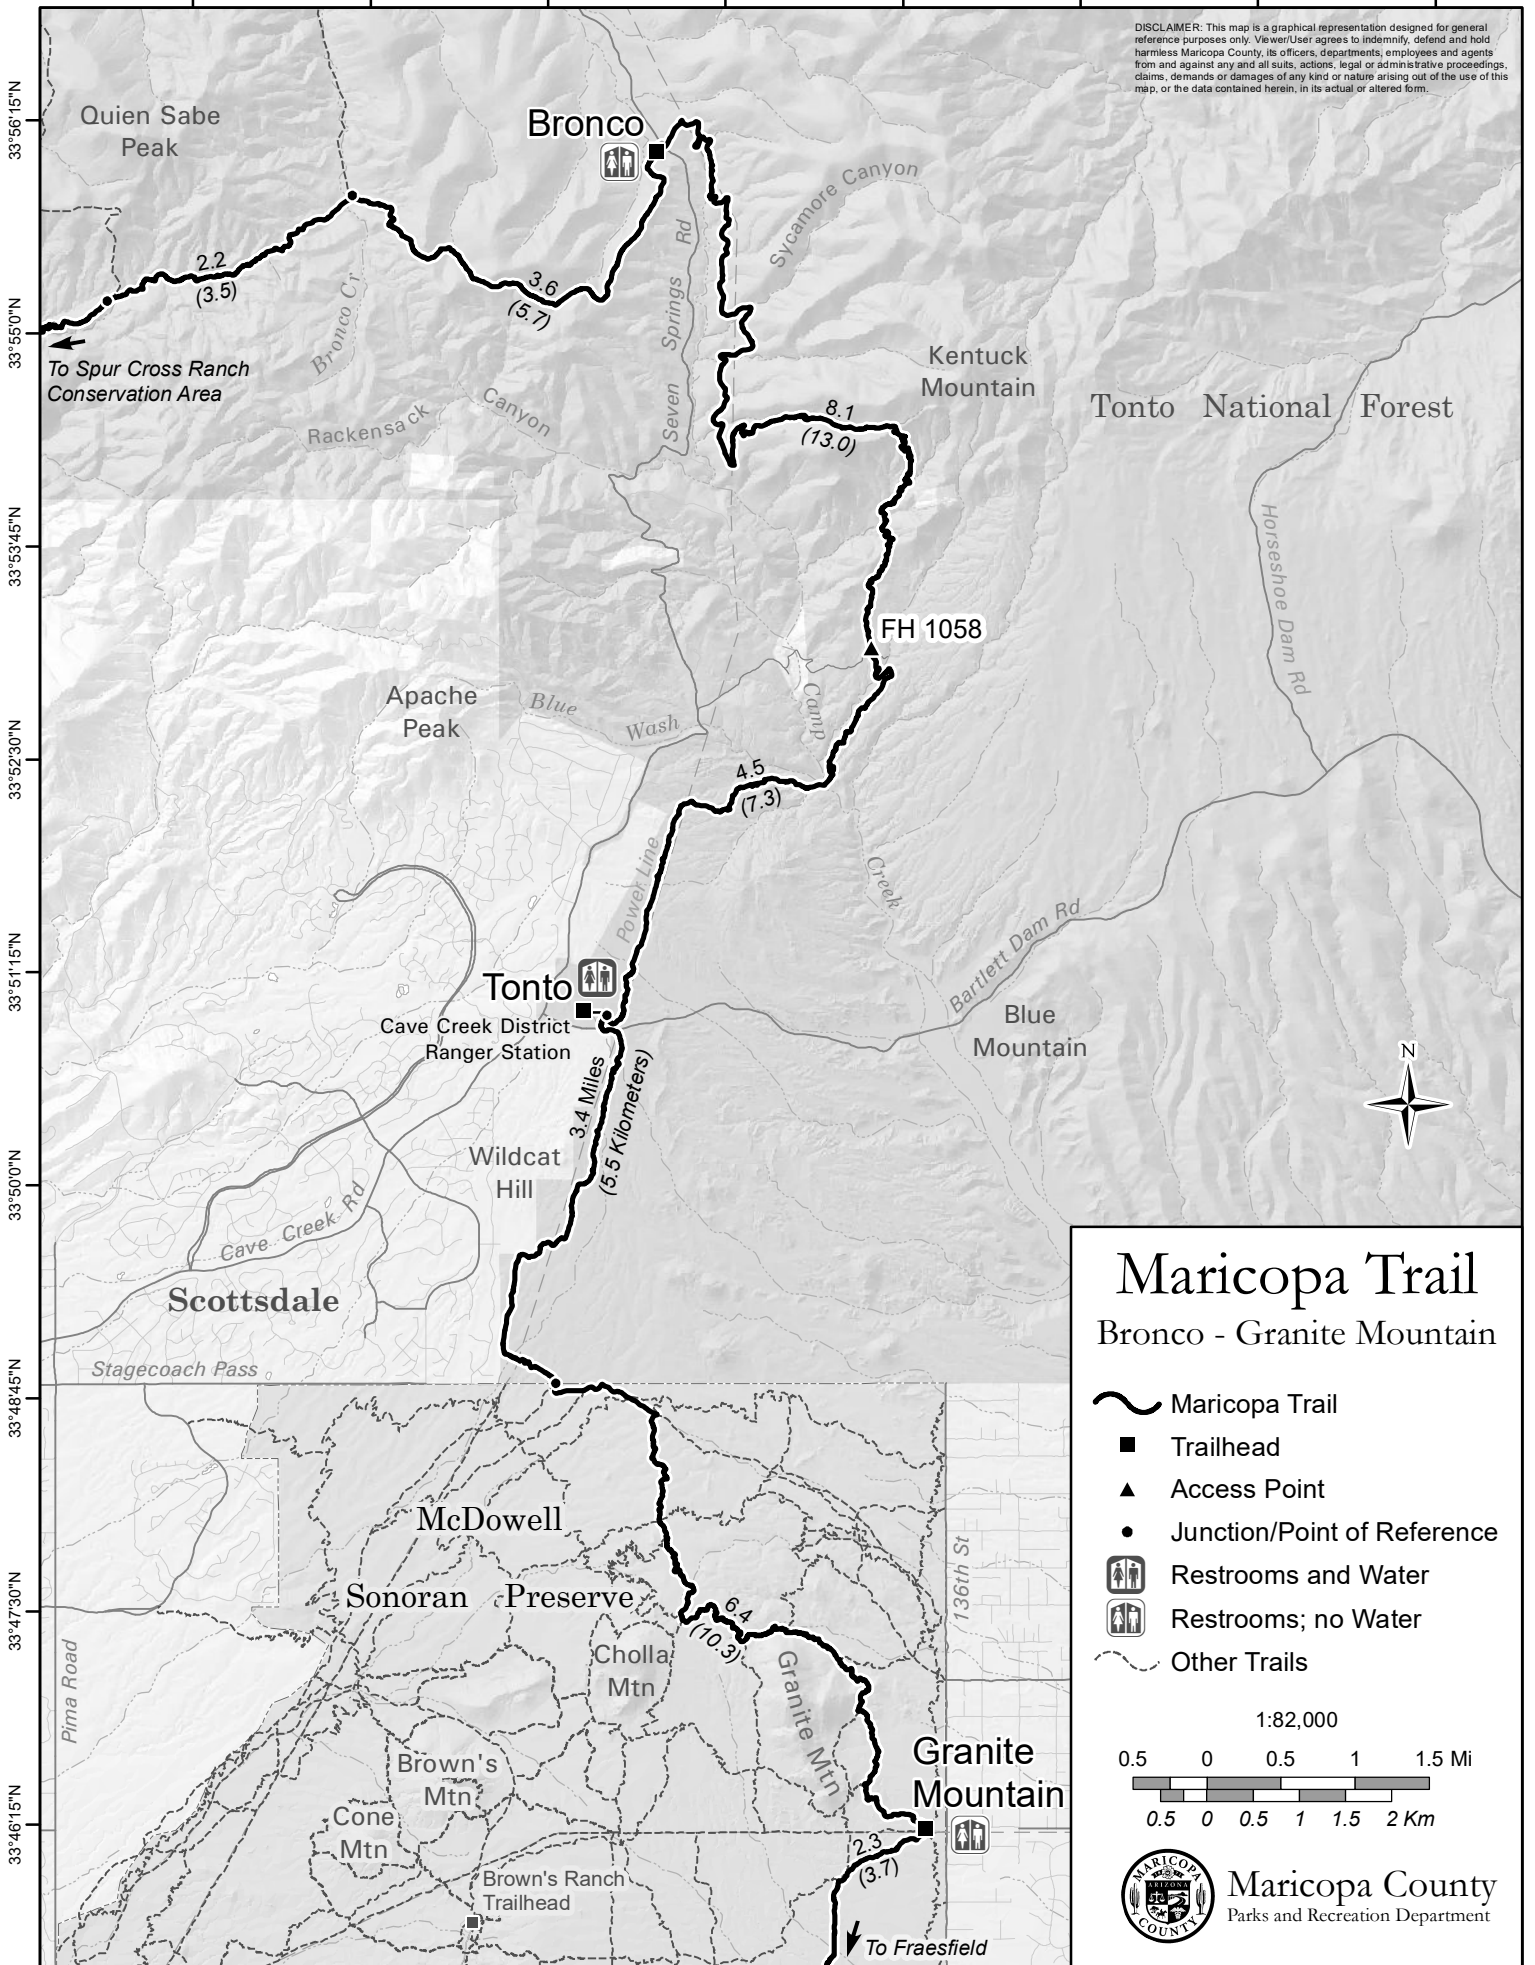 DISCLAIMER: This map is a graphical representation designed for general
reference purposes only. Viewer/User agrees to indemnify, defend and hold
harmless Maricopa County, its officers, departments, employees and agents
from and against any and all suits, actions, legal or administrative proceedings,
claims, demands or damages of any kind or nature arising out of the use of this
map, or the data contained herein, in its actual or altered form.
33°56'15"N
Quien Sabe
Peak
Bronco
Sycamore Canyon
2.2
(3.5)
3.6
(5.7)
Bronco Cr
Seven Springs Rd
33°55'0"N
To Spur Cross Ranch
Conservation Area
Kentuck
Mountain
Rackensack Canyon
8.1
(13.0)
Tonto National Forest
33°53'45"N
Horseshoe Dam Rd
FH 1058
Apache
Peak
Blue Wash
Camp Creek
33°52'30"N
4.5
(7.3)
Power Line
33°51'15"N
Tonto
Cave Creek District
Ranger Station
Bartlett Dam Rd
Blue
Mountain
N
3.4 Miles
(5.5 Kilometers)
Wildcat
Hill
33°50'0"N
Cave Creek Rd
Scottsdale
Stagecoach Pass
33°48'45"N
McDowell
Sonoran Preserve
136th St
33°47'30"N
6.4
(10.3)
Cholla
Mtn
Granite Mtn
Pima Road
Brown's
Mtn
Cone
Mtn
Granite
Mountain
33°46'15"N
2.3
(3.7)
Brown's Ranch
Trailhead
To Fraesfield
Maricopa Trail
Bronco - Granite Mountain
Maricopa Trail
Trailhead
Access Point
Junction/Point of Reference
Restrooms and Water
Restrooms; no Water
Other Trails
1:82,000
0.5 0 0.5 1 1.5 Mi
0.5 0 0.5 1 1.5 2 Km
MARICOPA
ARIZONA
COUNTY
Maricopa County
Parks and Recreation Department